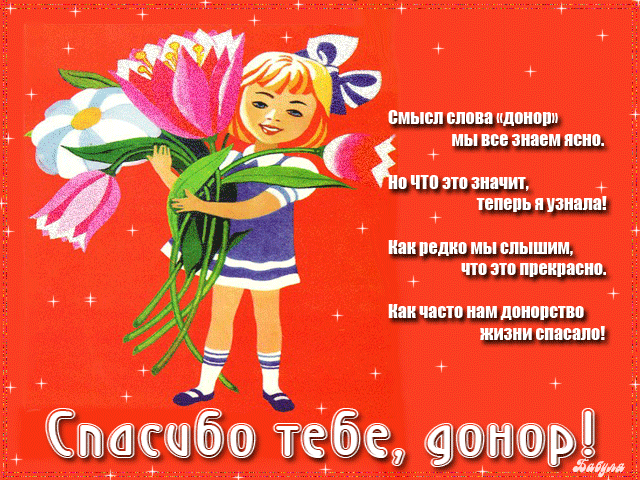 Смысл слова «донор»
мы все знаем ясно.
Но ЧТО это значит,
теперь я узнала!
Как редко мы слышим,
что это прекрасно.
Как часто нам донорство
жизни спасало!
Спасибо тебе, донор!
Бабуля